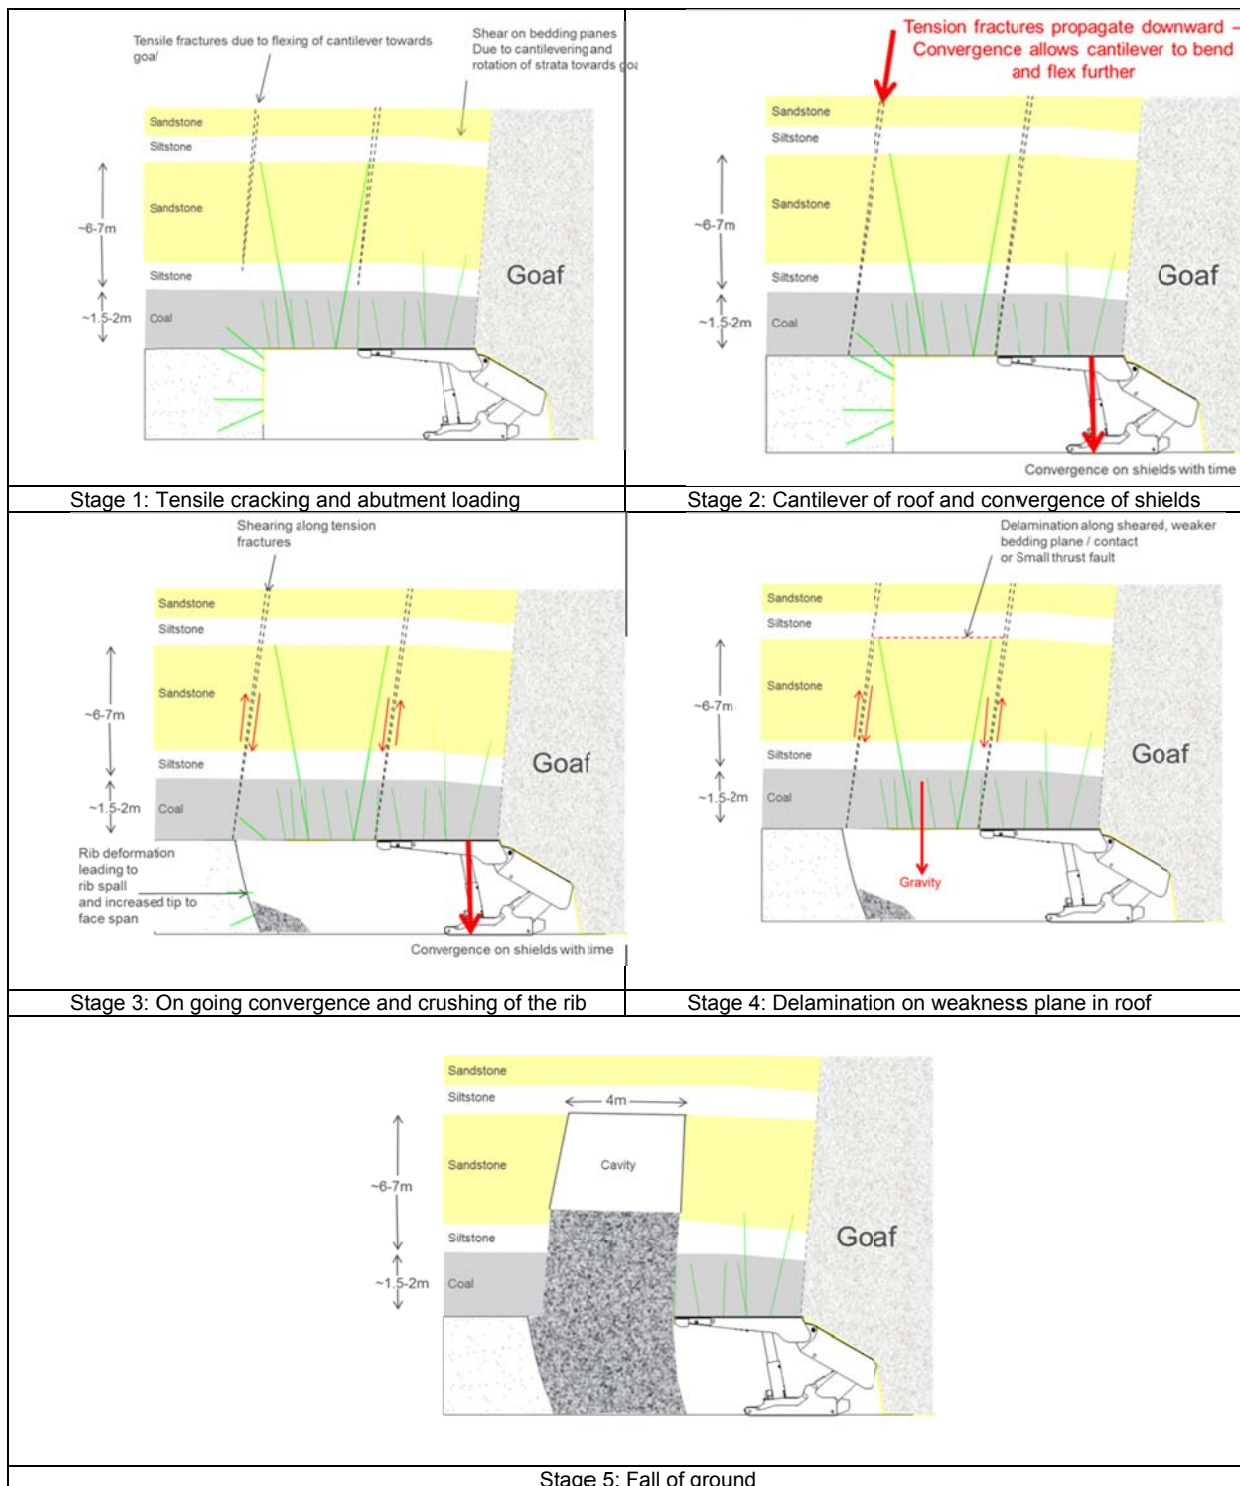 Tensile fractures due to flexing of cantilever towards
goaf
Shear on bedding panes
Due to cantilevering and
rotation of strata towards goa
Sandstone
Siltstone
Sandstone
Siltstone
Coal
~6-7m
~1.5-2m
Goaf
Stage 1: Tensile cracking and abutment loading
Tension fractures propagate downward –
Convergence allows cantilever to bend
and flex further
Sandstone
Siltstone
Sandstone
Siltstone
Coal
~6-7m
~1.5-2m
Goaf
Convergence on shields with time
Stage 2: Cantilever of roof and convergence of shields
Shearing along tension
fractures
Sandstone
Siltstone
Sandstone
Siltstone
Coal
~6-7m
~1.5-2m
Goaf
Rib deformation
leading to
rib spall
and increased tip to
face span
Convergence on shields with time
Stage 3: On going convergence and crushing of the rib
Delamination along sheared, weaker
bedding plane / contact
or Small thrust fault
Sandstone
Siltstone
Sandstone
Siltstone
Coal
~6-7m
~1.5-2m
Goaf
Gravity
Stage 4: Delamination on weakness plane in roof
Sandstone
Siltstone
4m
Sandstone
Cavity
Siltstone
Coal
~6-7m
~1.5-2m
Goaf
Stage 5: Fall of ground